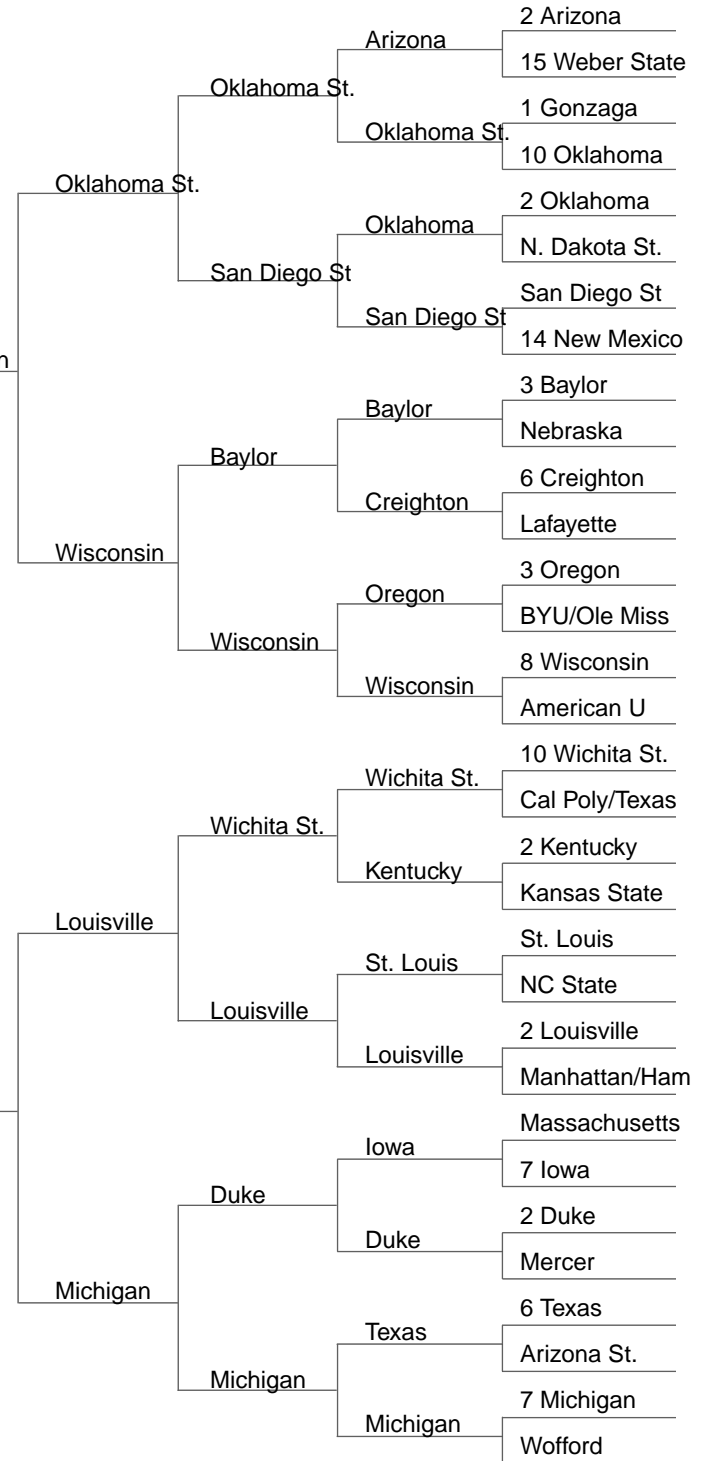 2 Arizona
Arizona
15 Weber State
Oklahoma St.
1 Gonzaga
Oklahoma St.
10 Oklahoma
Oklahoma St.
2 Oklahoma
Oklahoma
N. Dakota St.
San Diego St
San Diego St
San Diego St
14 New Mexico
n
3 Baylor
Baylor
Nebraska
Baylor
6 Creighton
Creighton
Lafayette
Wisconsin
3 Oregon
Oregon
BYU/Ole Miss
Wisconsin
8 Wisconsin
Wisconsin
American U
10 Wichita St.
Wichita St.
Cal Poly/Texas
Wichita St.
2 Kentucky
Kentucky
Kansas State
Louisville
St. Louis
St. Louis
NC State
Louisville
2 Louisville
Louisville
Manhattan/Ham
Massachusetts
Iowa
7 Iowa
Duke
2 Duke
Duke
Mercer
Michigan
6 Texas
Texas
Arizona St.
Michigan
7 Michigan
Michigan
Wofford